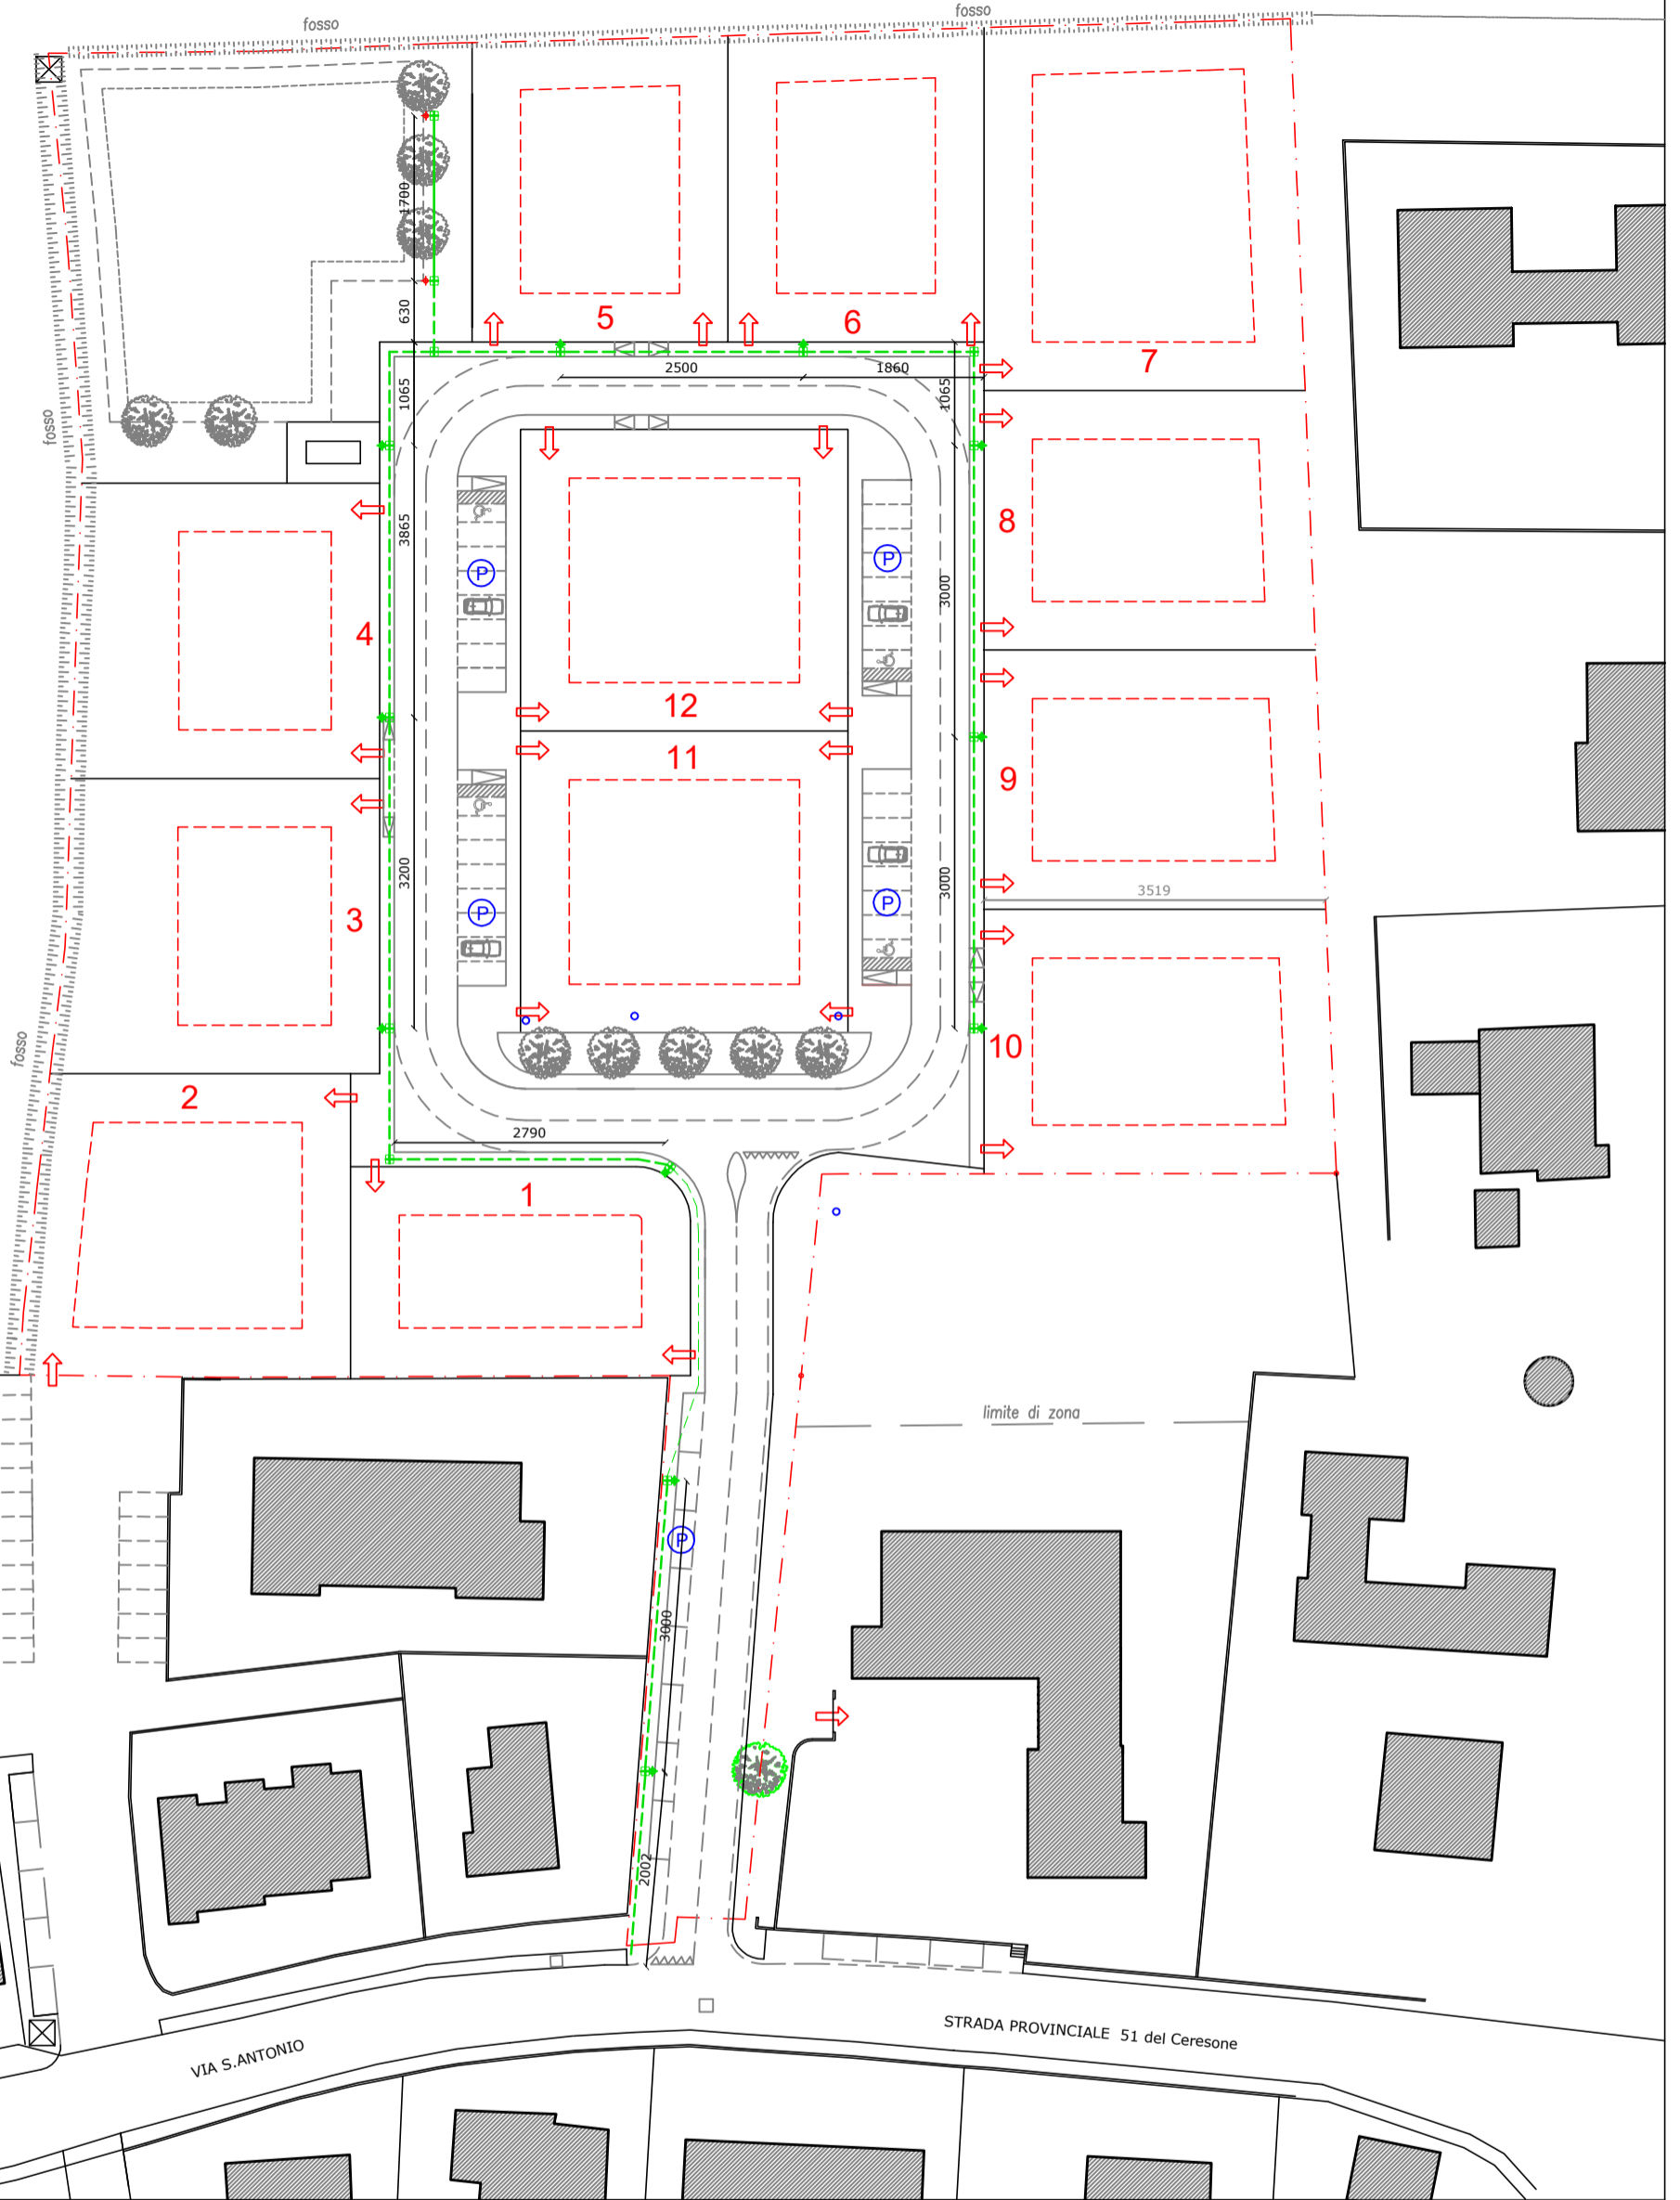 fosso
fosso
1700
630
5
6
7
2500
1860
1065
1065
fosso
3865
8
3000
P
P
4
12
11
9
3200
3000
3519
P
P
3
fosso
10
2
2790
1
limite di zona
P
3000
2002
STRADA PROVINCIALE 51 del Ceresone
VIA S.ANTONIO